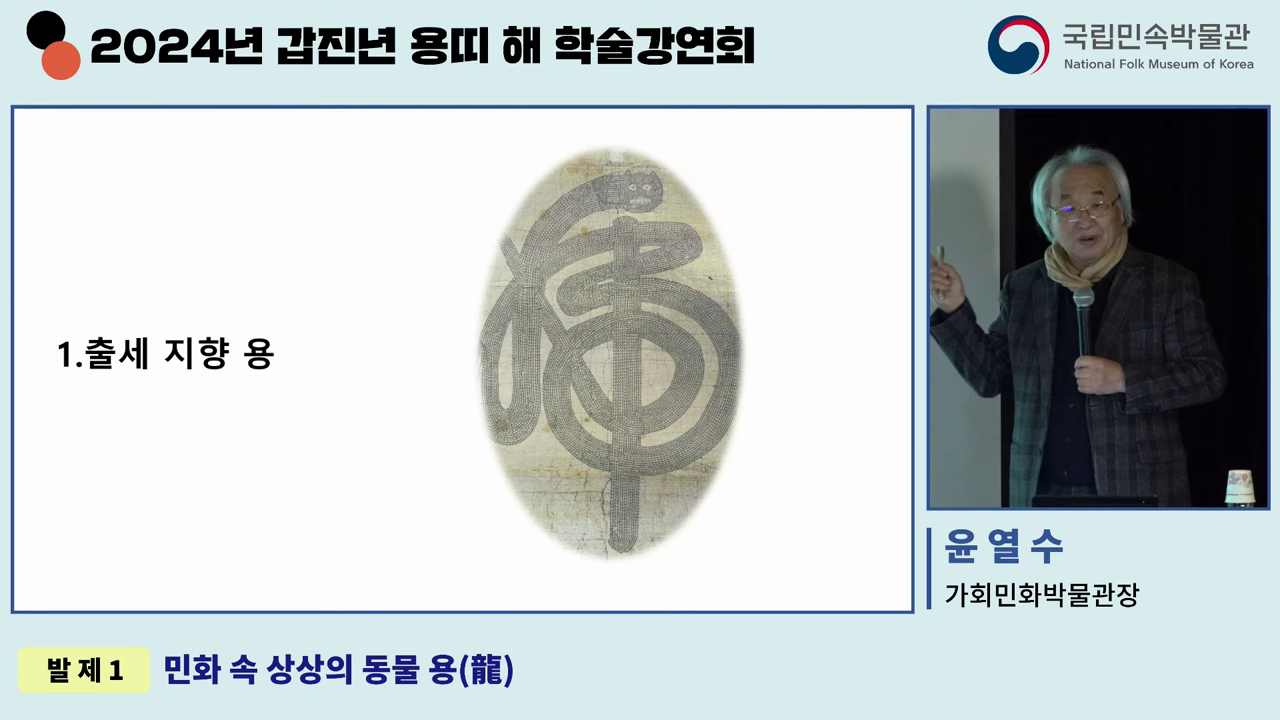 2024년 갑진년 용띠 해 학술강연회
국립민속박물관
National Folk Museum of Korea
1.출세 지향 용
윤열수
가회민화박물관장
발제1
민화 속 상상의 동물 용(龍)